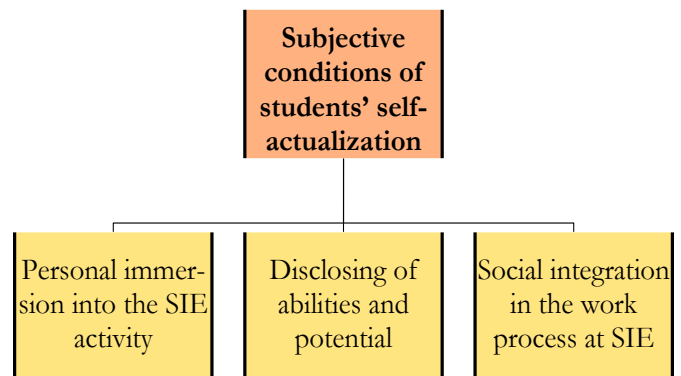 Subjective
conditions of
students’ self-
actualization
Personal immer-
sion into the SIE
activity
Disclosing of
abilities and
potential
Social integration
in the work
process at SIE